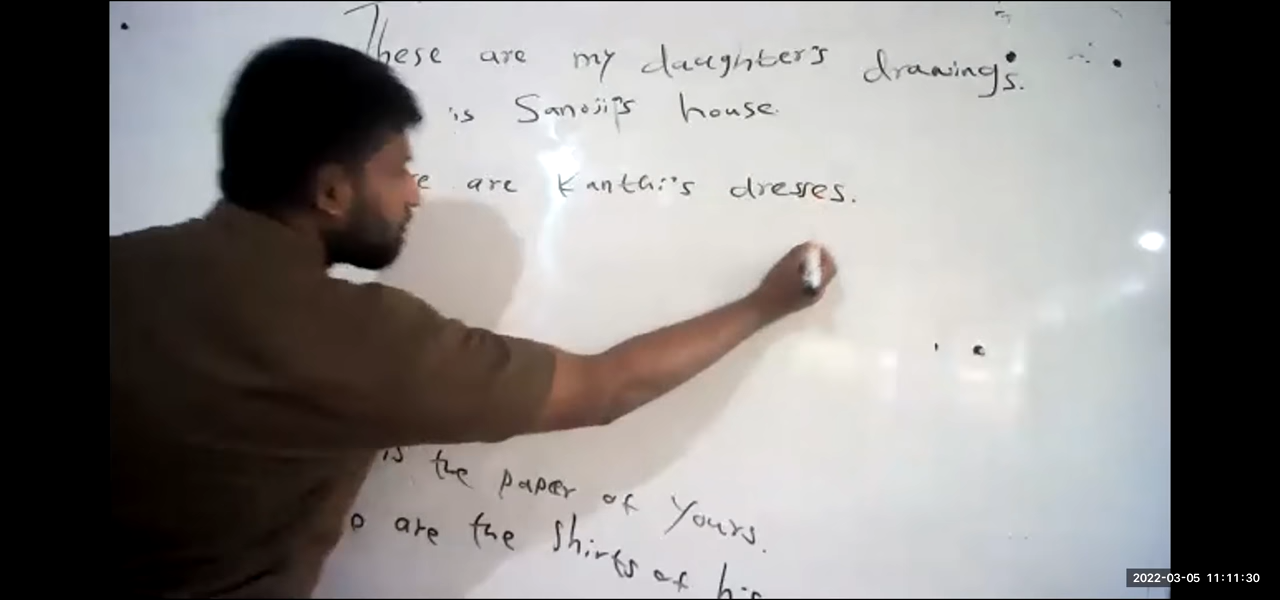 These are my daughter's drawings.
is Sanoji's house.
are Kanthi's dresses.
is the paper of yours.
are the shirts of his
2022-03-05 11:11:30